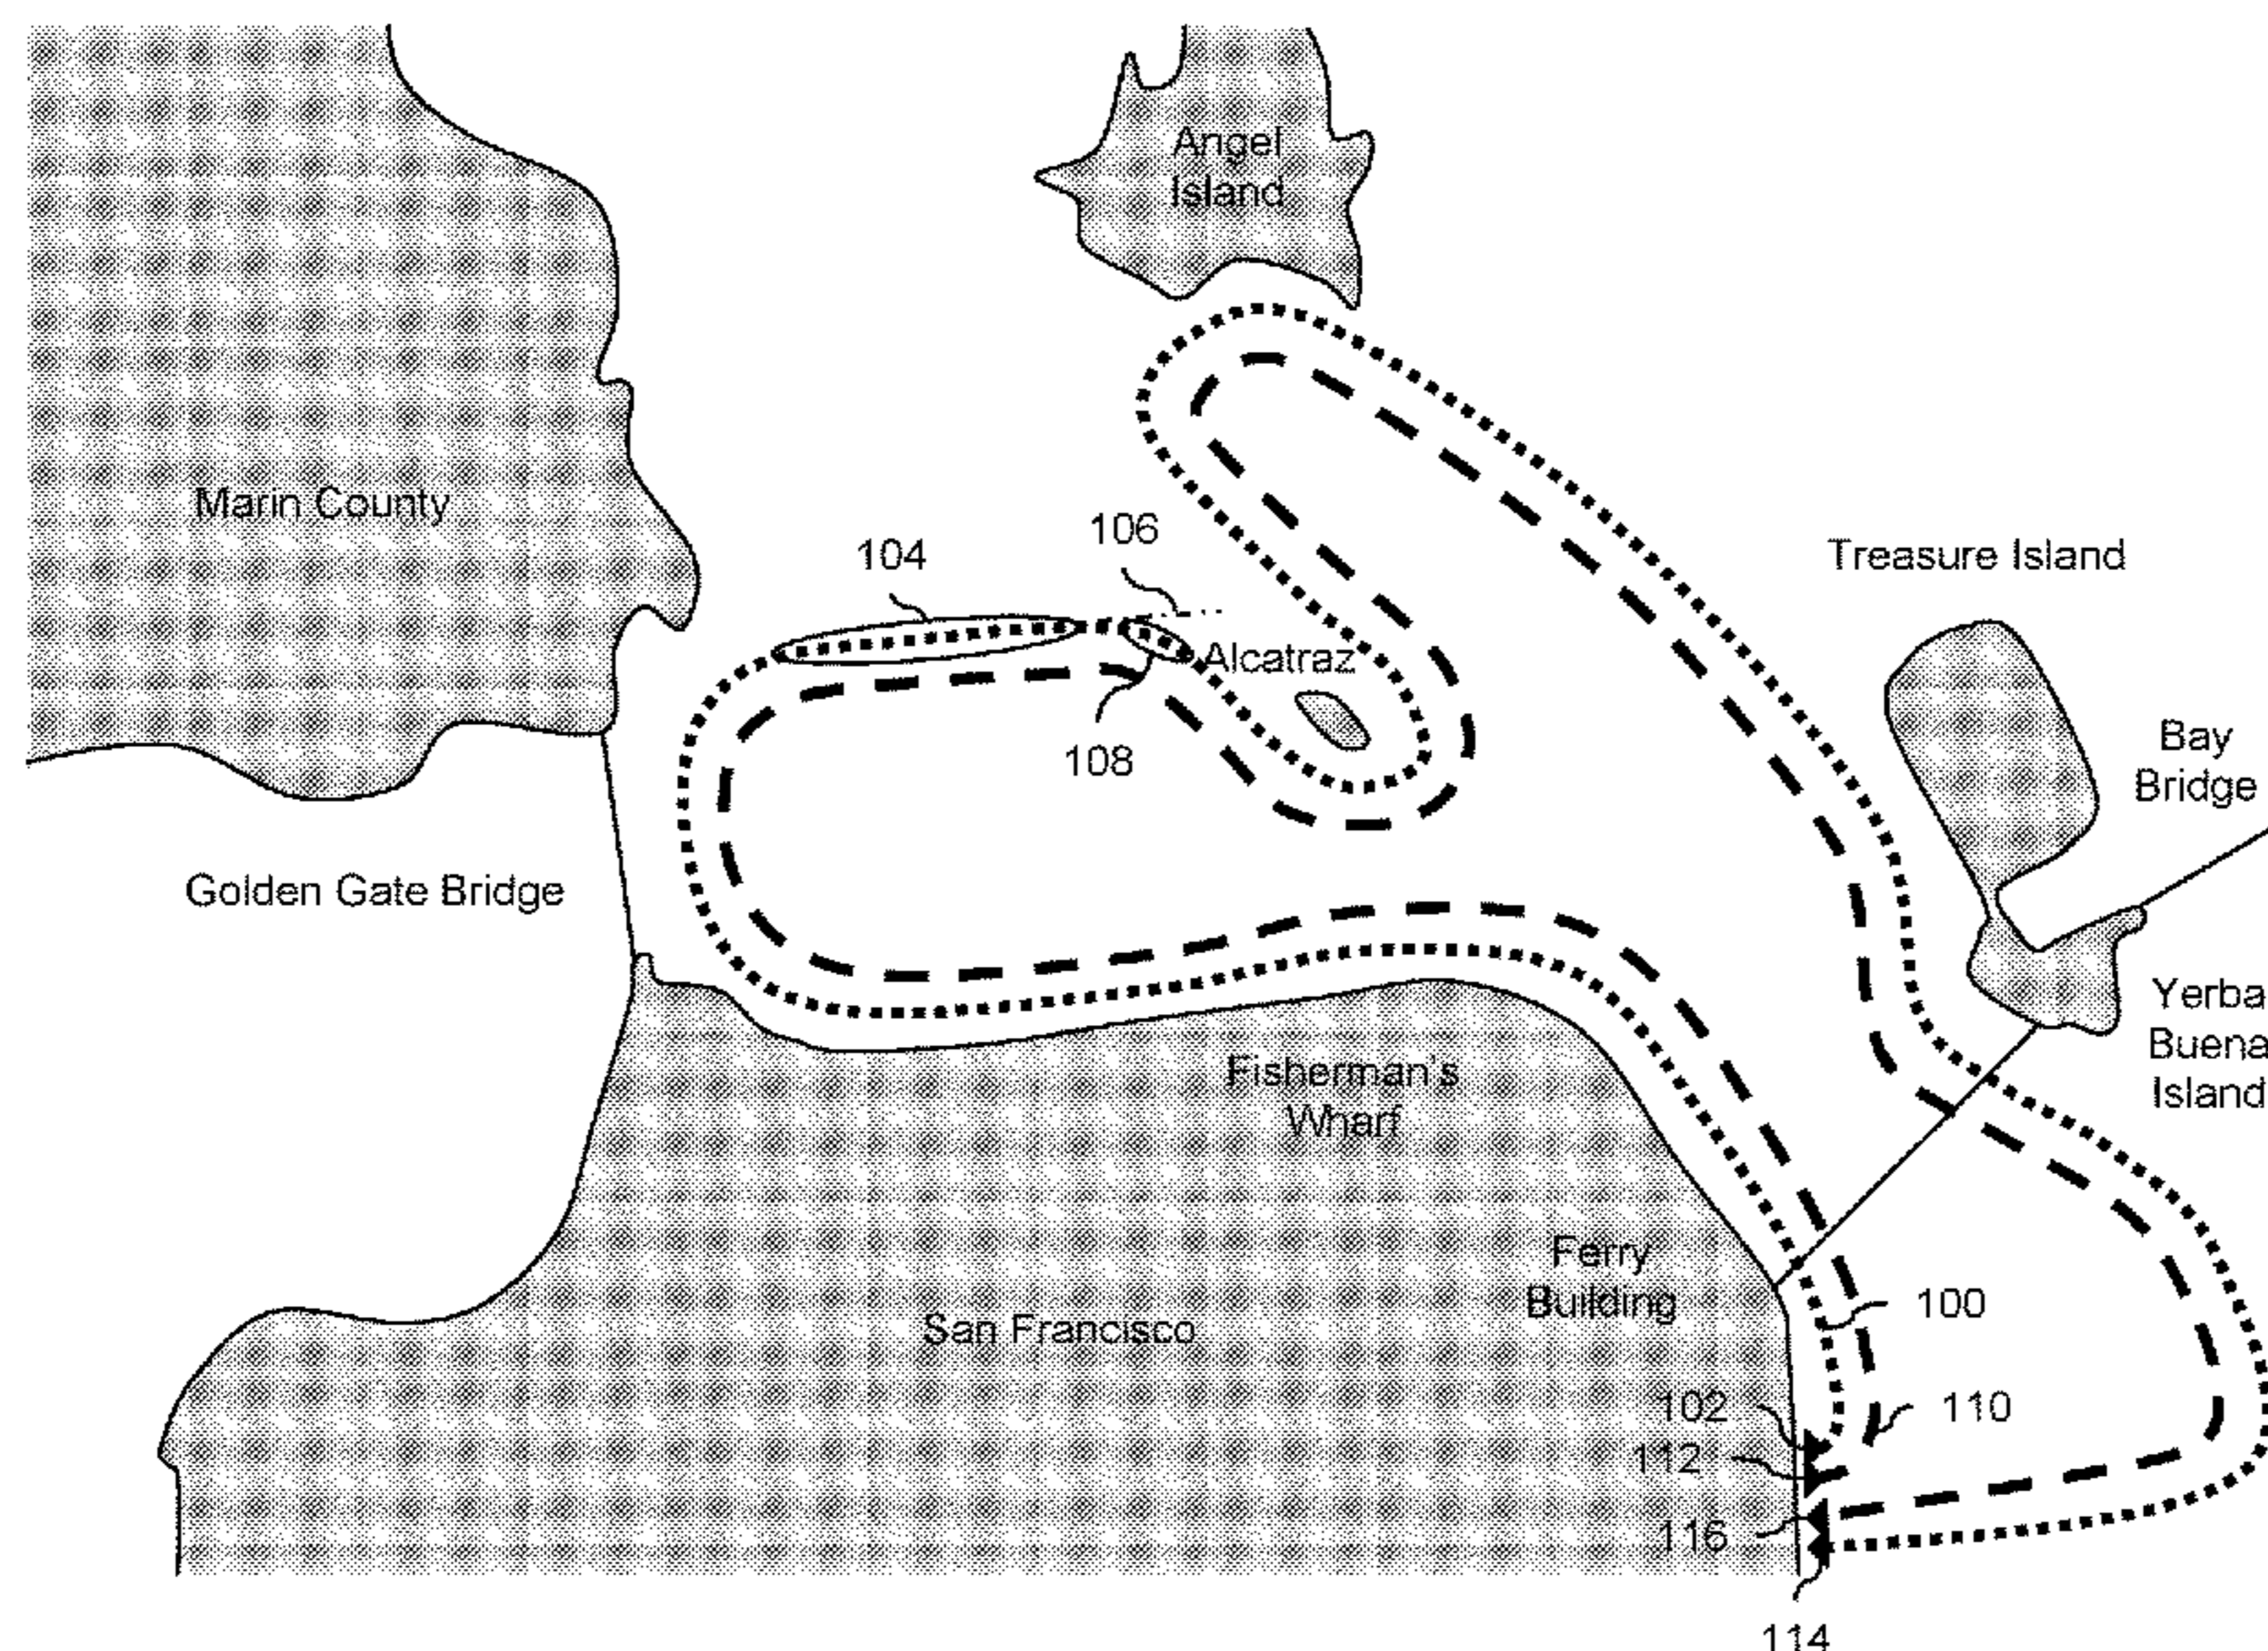 Angel
Island
Marin County
106
104
Treasure Island
Alcatraz
108
Bay
Bridge
Golden Gate Bridge
Yerba
Buena
Island
Fisherman's
Wharf
Ferry
Building
San Francisco
100
102
110
112
116
114